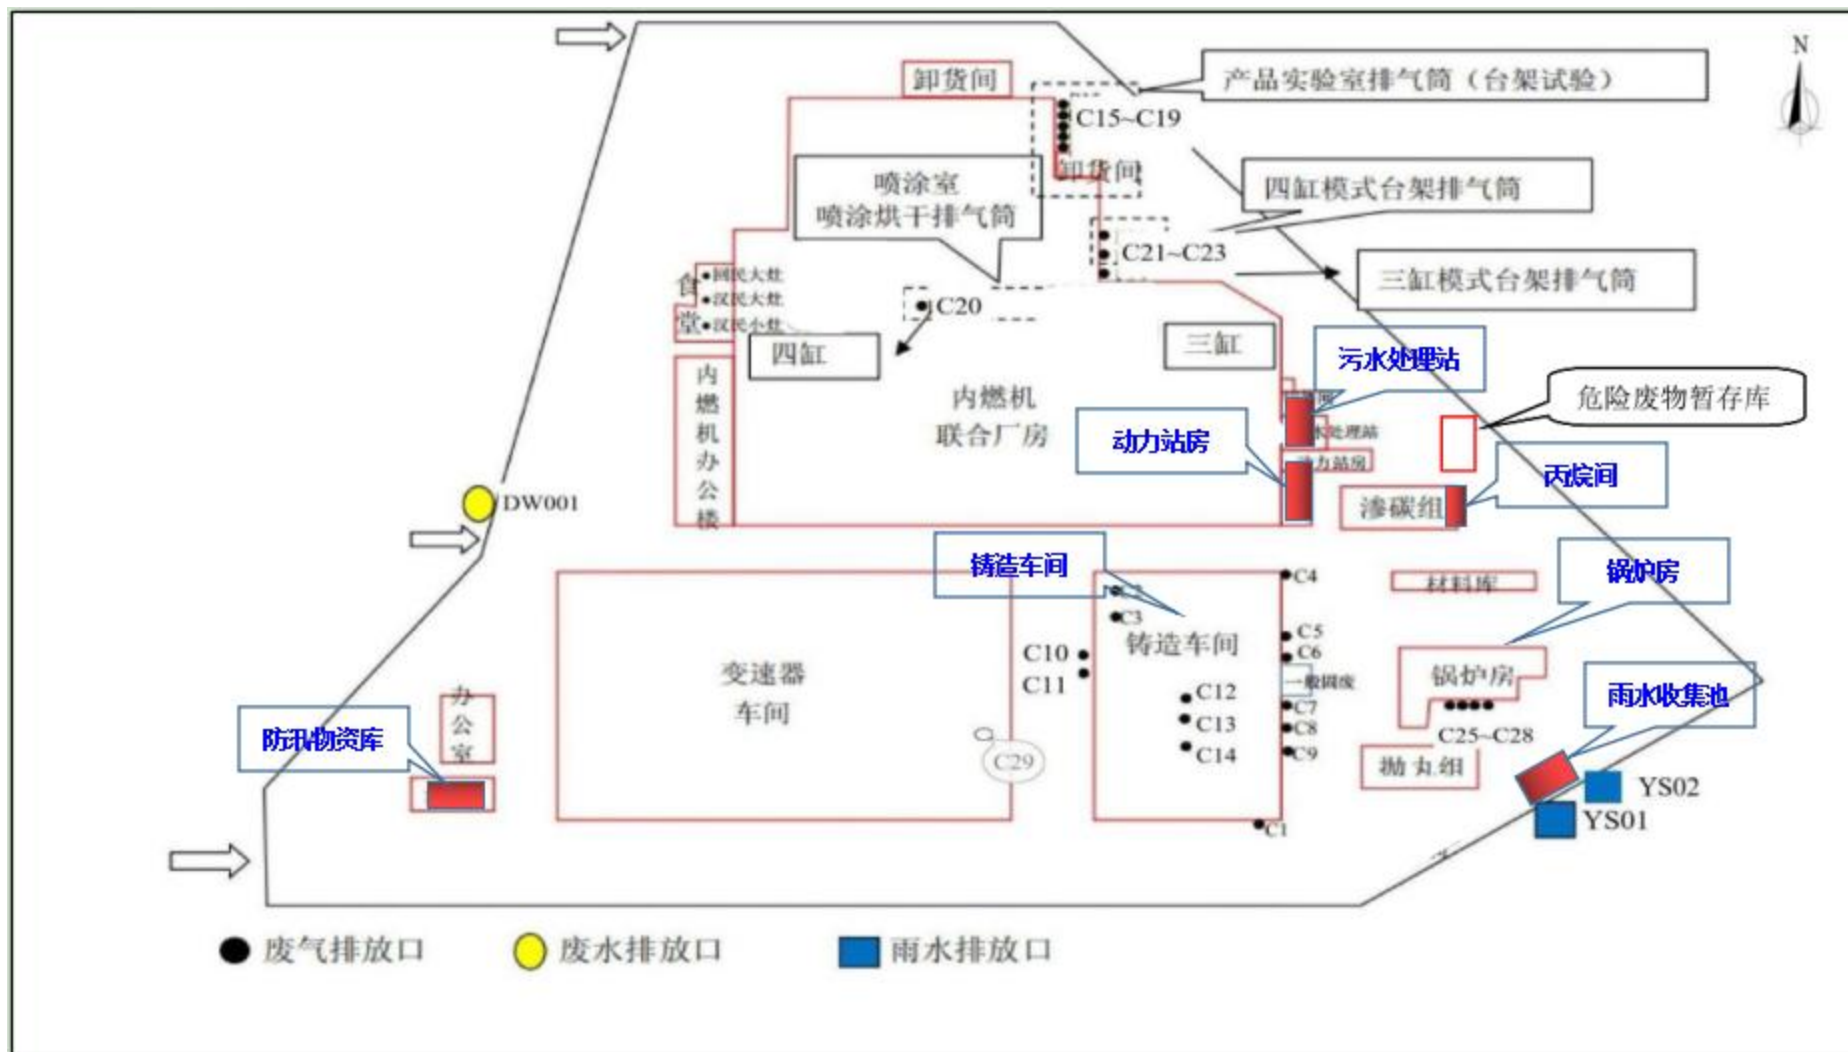 卸货间
产品实验室排气筒（台架试验）
N
C15~C19
卸货间
喷涂室
喷涂烘干排气筒
四缸模式台架排气筒
C21~C23
三缸模式台架排气筒
食堂
回民大灶
汉民大灶
汉民小灶
C20
四缸
三缸
污水处理站
危险废物暂存库
内燃机办公楼
内燃机
联合厂房
动力站房
水处理站
动力站房
丙烷间
渗碳组
DW001
铸造车间
锅炉房
材料库
C2
C3
C4
C5
C6
铸造车间
C10
C11
一般固废
C12
C13
C14
C7
C8
C9
变速器
车间
C29
C1
锅炉房
C25~C28
抛丸组
雨水收集池
YS02
YS01
办公室
防汛物资库
废气排放口
废水排放口
雨水排放口